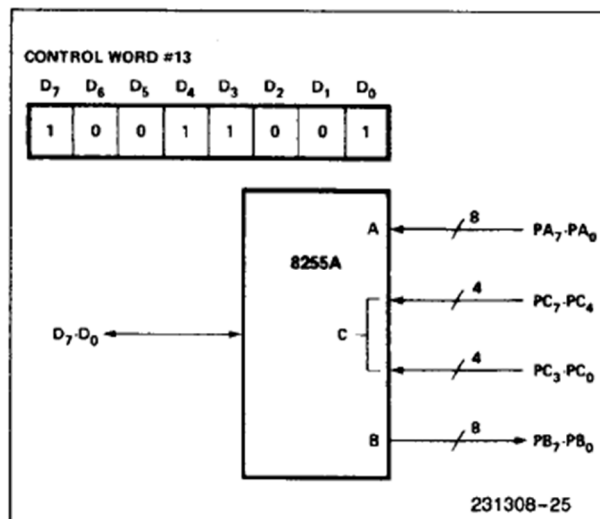 CONTROL WORD #13
D7 D6 D5 D4 D3 D2 D1 D0
1 0 0 1 1 0 0 1
A 8 PA7-PA0
8255A
4 PC7-PC4
D7-D0 C
4 PC3-PC0
B 8 PB7-PB0
231308-25